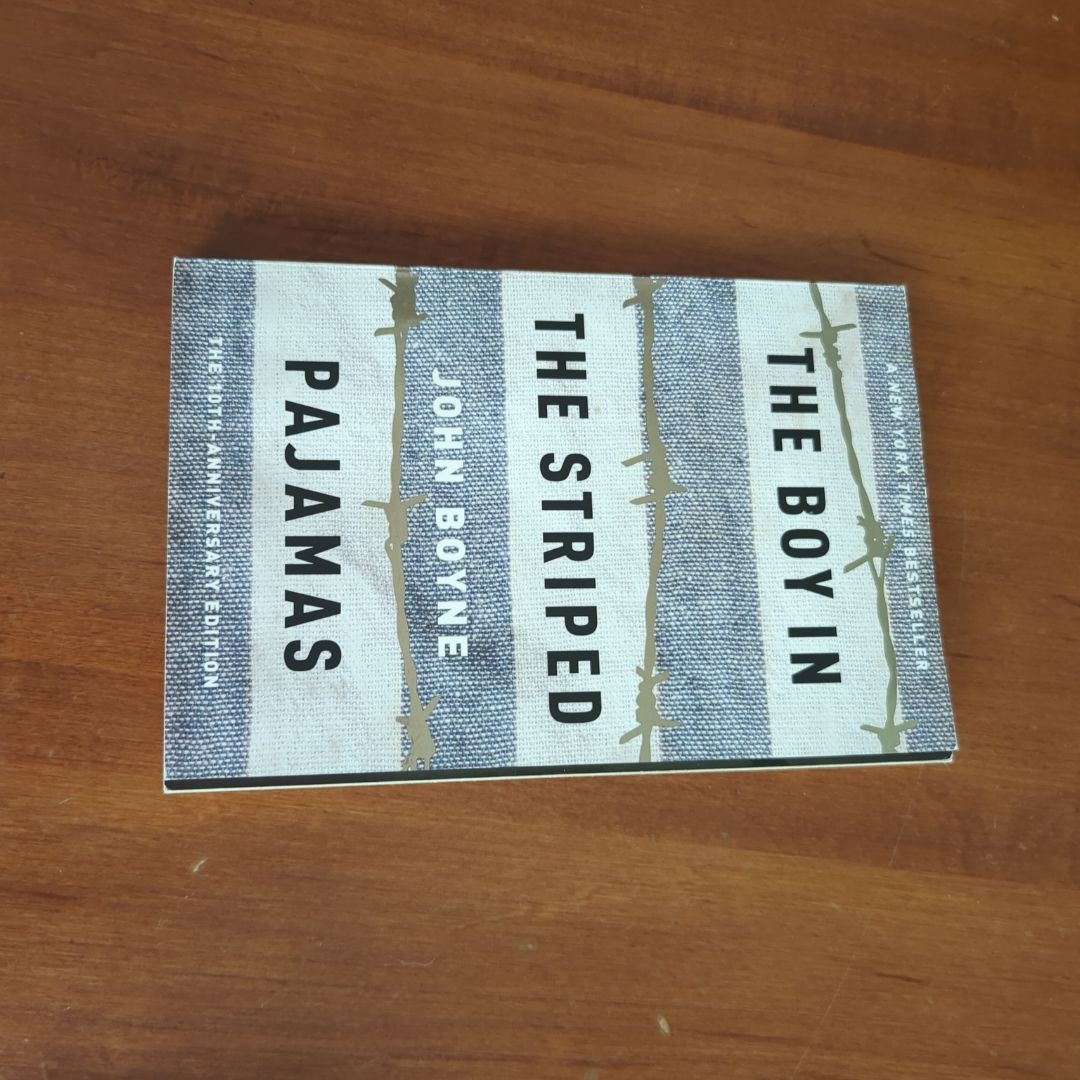 A NEW YORK TIMES BESTSELLER
THE BOY IN
THE STRIPED
JOHN BOYNE
PAJAMAS
THE 10TH-ANNIVERSARY EDITION